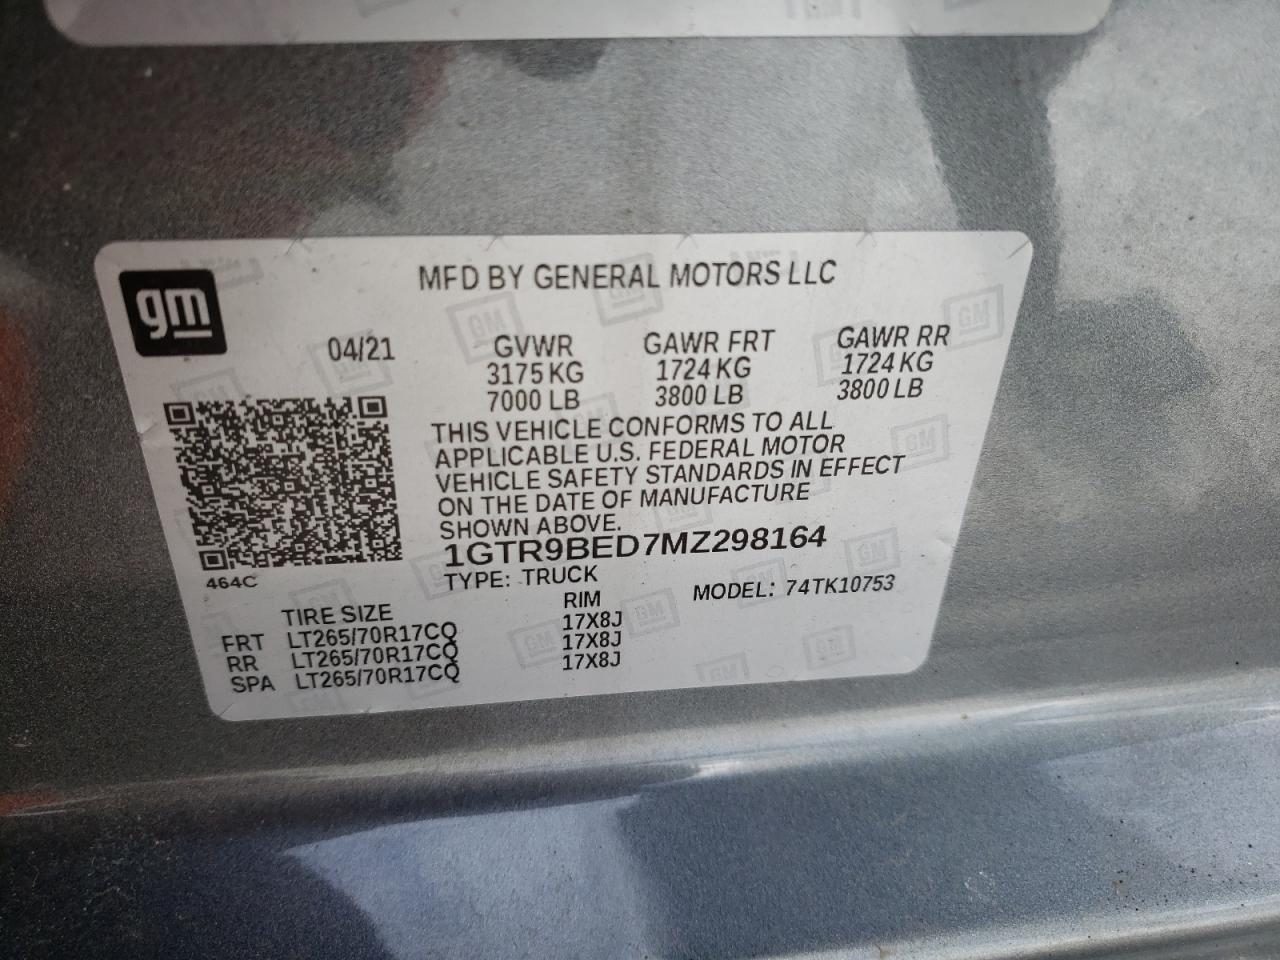 gm
MFD BY GENERAL MOTORS LLC
04/21
GVWR
3175 KG
7000 LB
GAWR FRT
1724 KG
3800 LB
GAWR RR
1724 KG
3800 LB
THIS VEHICLE CONFORMS TO ALL
APPLICABLE U.S. FEDERAL MOTOR
VEHICLE SAFETY STANDARDS IN EFFECT
ON THE DATE OF MANUFACTURE
SHOWN ABOVE.
1GTR9BED7MZ298164
TYPE: TRUCK
MODEL: 74TK10753
464C
TIRE SIZE RIM
FRT LT265/70R17CQ 17X8J
RR LT265/70R17CQ 17X8J
SPA LT265/70R17CQ 17X8J